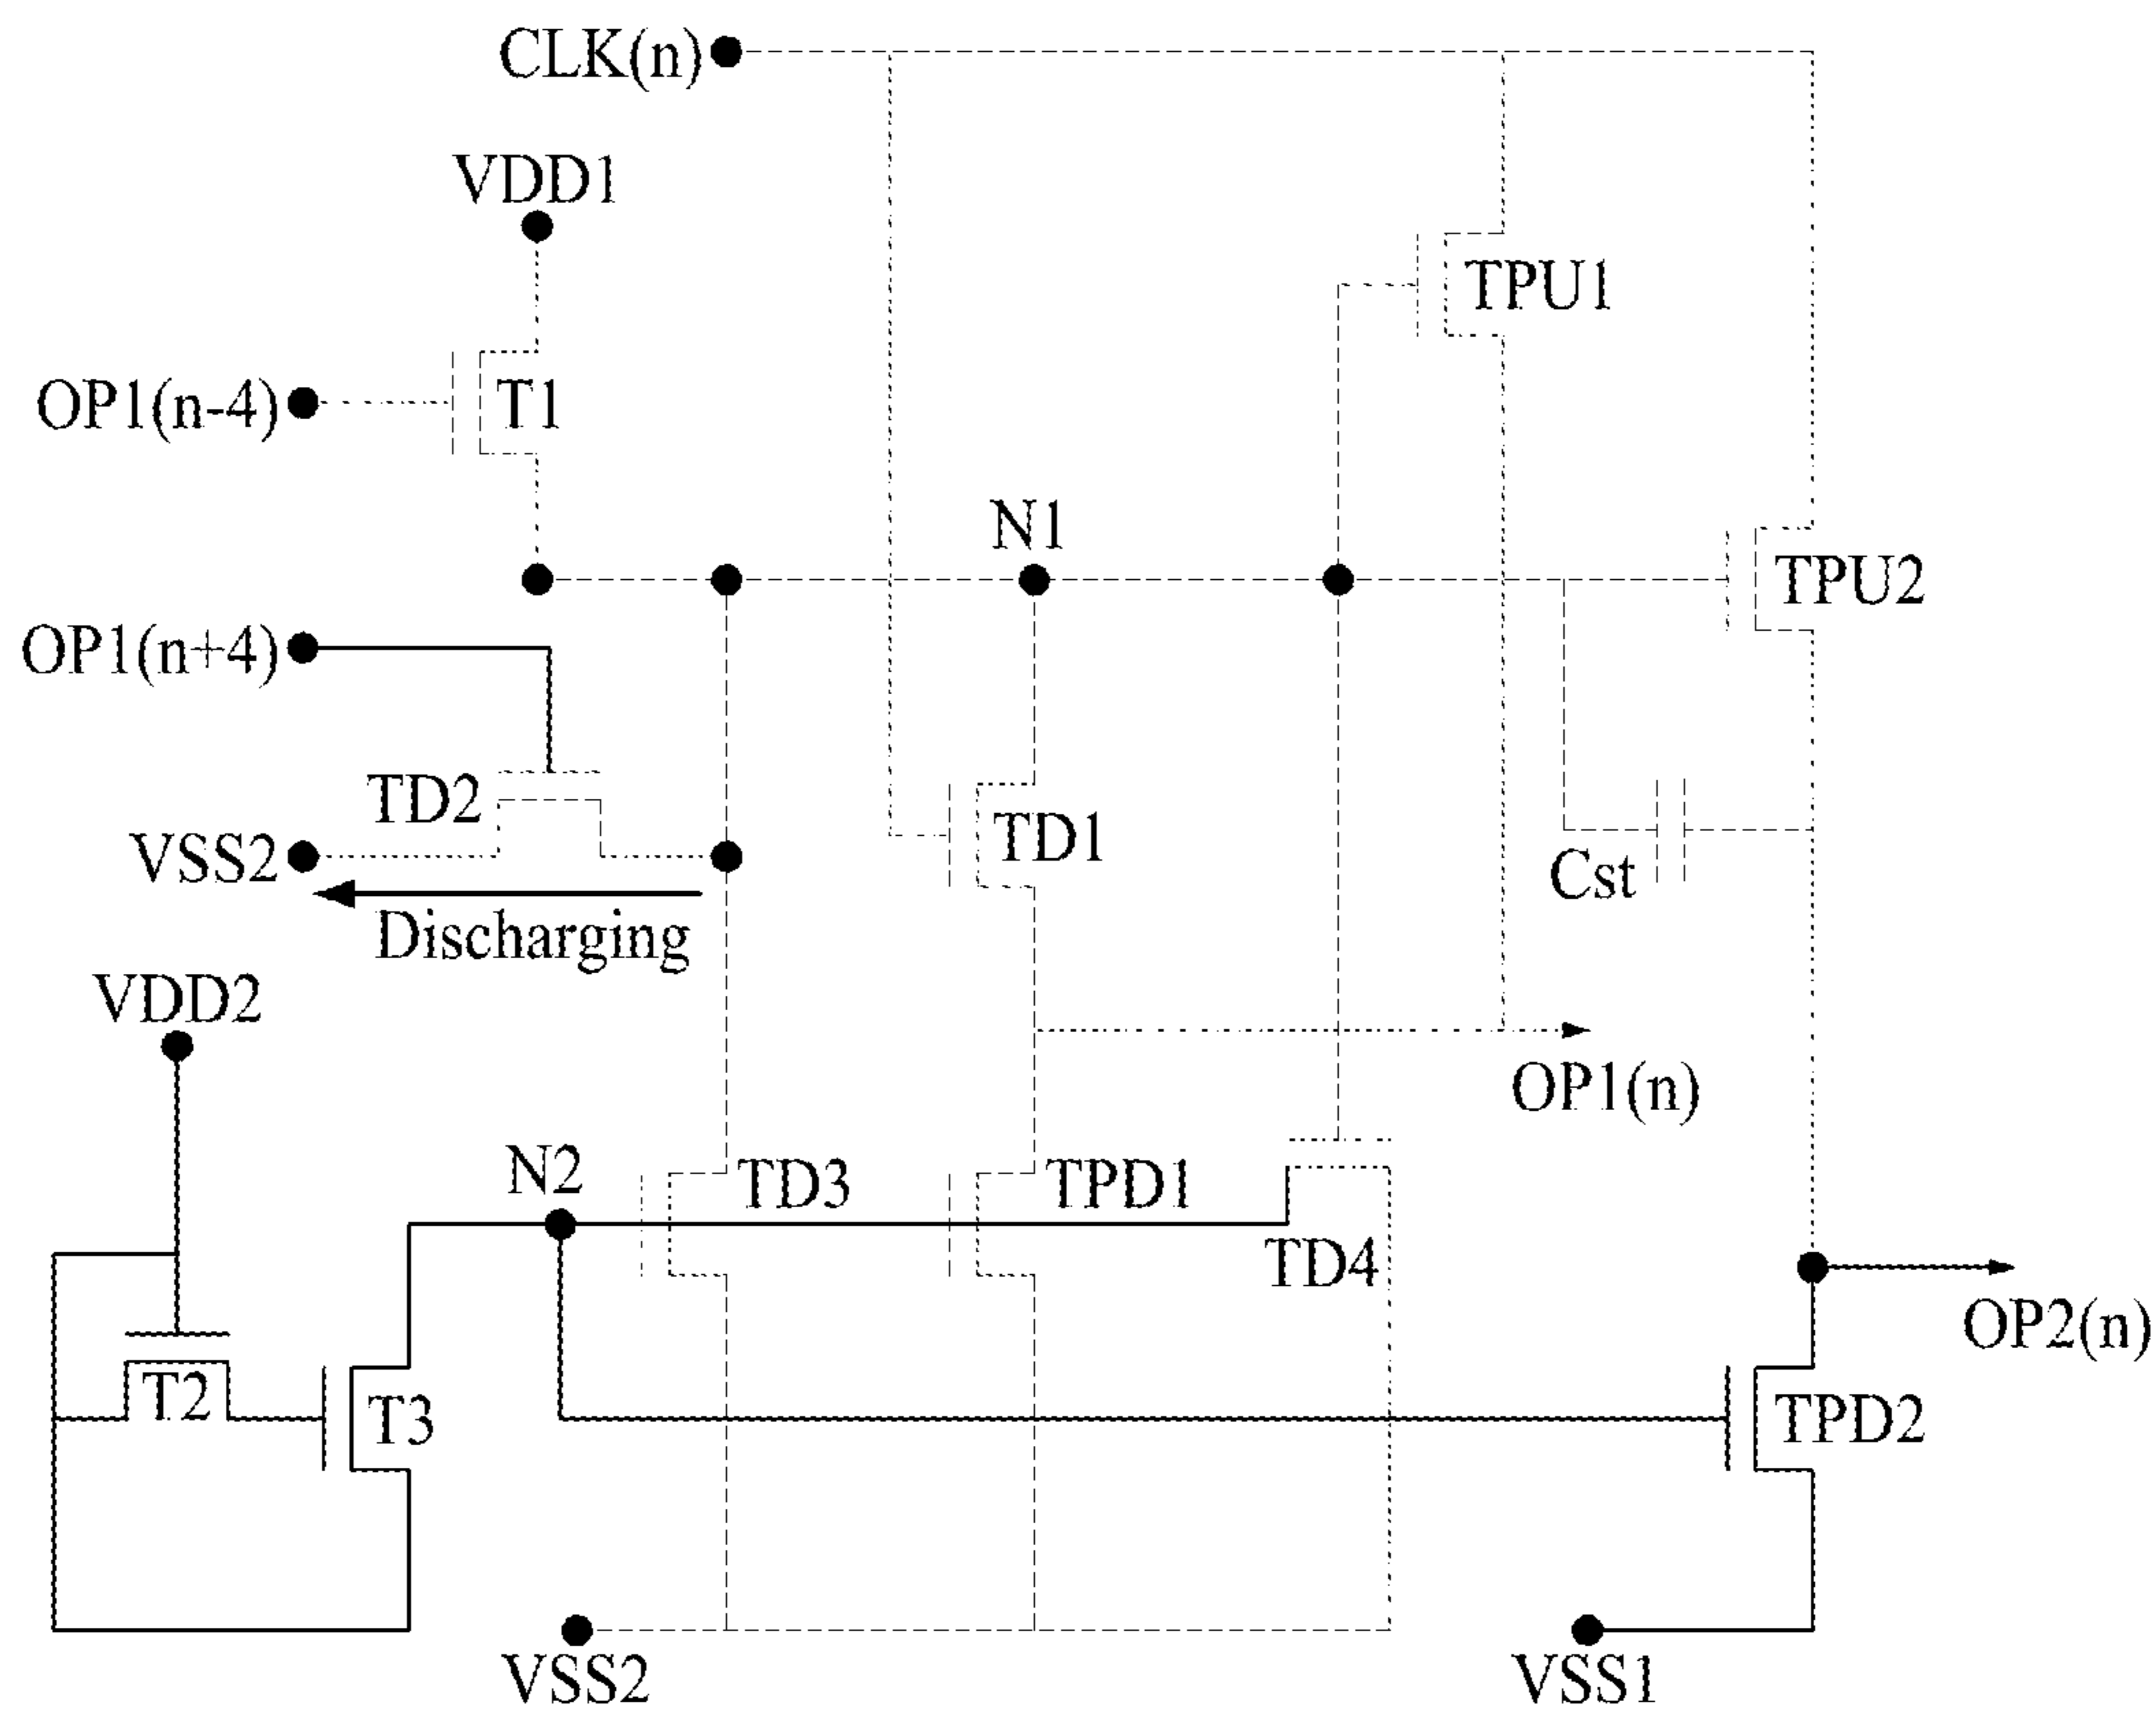 CLK(n)
VDD1
TPU1
OP1(n-4)
T1
N1
TPU2
OP1(n+4)
TD2
TD1
VSS2
Cst
Discharging
VDD2
OP1(n)
N2
TD3
TPD1
TD4
OP2(n)
T2
T3
TPD2
VSS2
VSS1